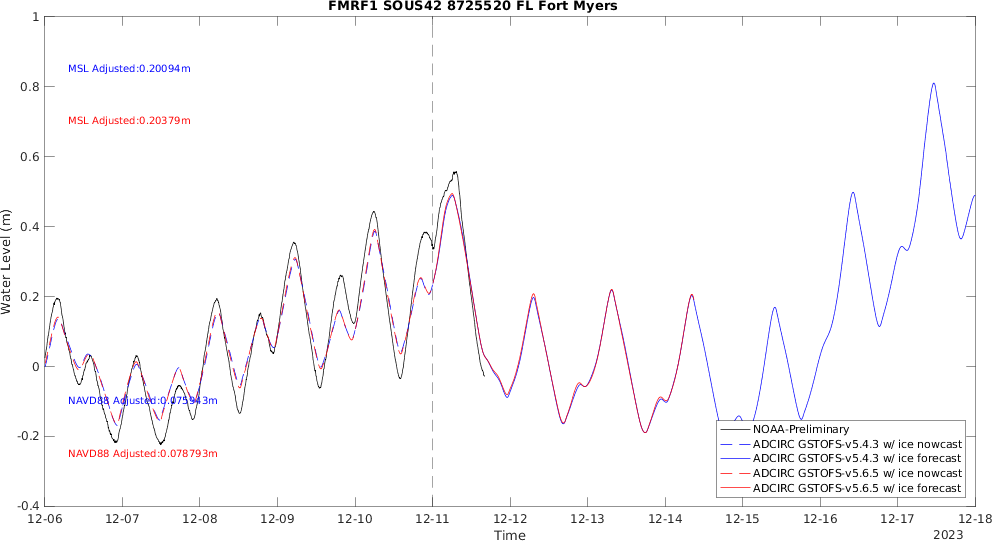 FMRF1 SOUS42 8725520 FL Fort Myers
1
0.8
0.6
0.4
0.2
0
-0.2
-0.4
Water Level (m)
MSL Adjusted:0.20094m
MSL Adjusted:0.20379m
NAVD88 Adjusted:0.075943m
NAVD88 Adjusted:0.078793m
NOAA-Preliminary
ADCIRC GSTOFS-v5.4.3 w/ ice nowcast
ADCIRC GSTOFS-v5.4.3 w/ ice forecast
ADCIRC GSTOFS-v5.6.5 w/ ice nowcast
ADCIRC GSTOFS-v5.6.5 w/ ice forecast
12-06 12-07 12-08 12-09 12-10 12-11 12-12 12-13 12-14 12-15 12-16 12-17 12-18
Time
2023